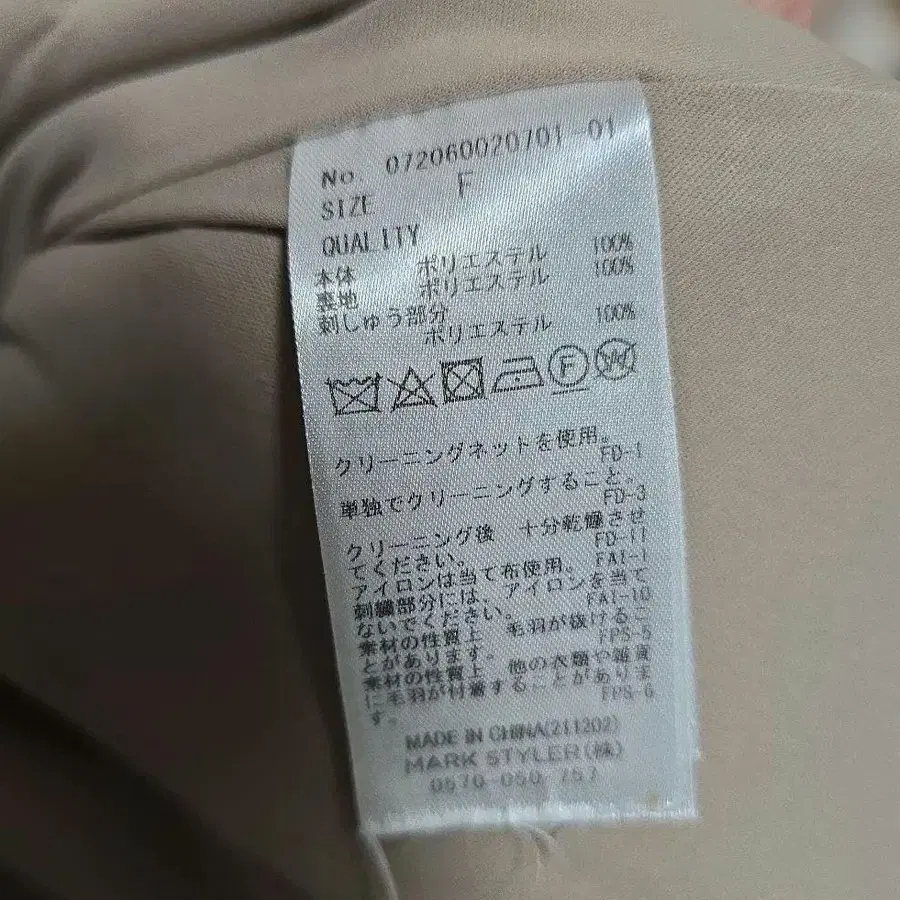 No. 072060020701-01
SIZE F
QUALITY
本体 ポリエステル 100%
裏地 ポリエステル 100%
刺しゅう部分
ポリエステル 100%
F W
クリーニングネットを使用。
FD-1
単独でクリーニングすること。
FD-3
クリーニング後 十分乾燥させ
てください。 FD-11
アイロンは当て布使用。 FAI-1
刺繍部分には、アイロンを当て
ないでください。 FAI-10
素材の性質上 毛羽が抜けるこ
とがあります。 FPS-5
素材の性質上 他の衣類や雑貨
に毛羽が付着することがありま
す。 FPS-6
MADE IN CHINA(211202)
MARK STYLER(株)
0570-050-757